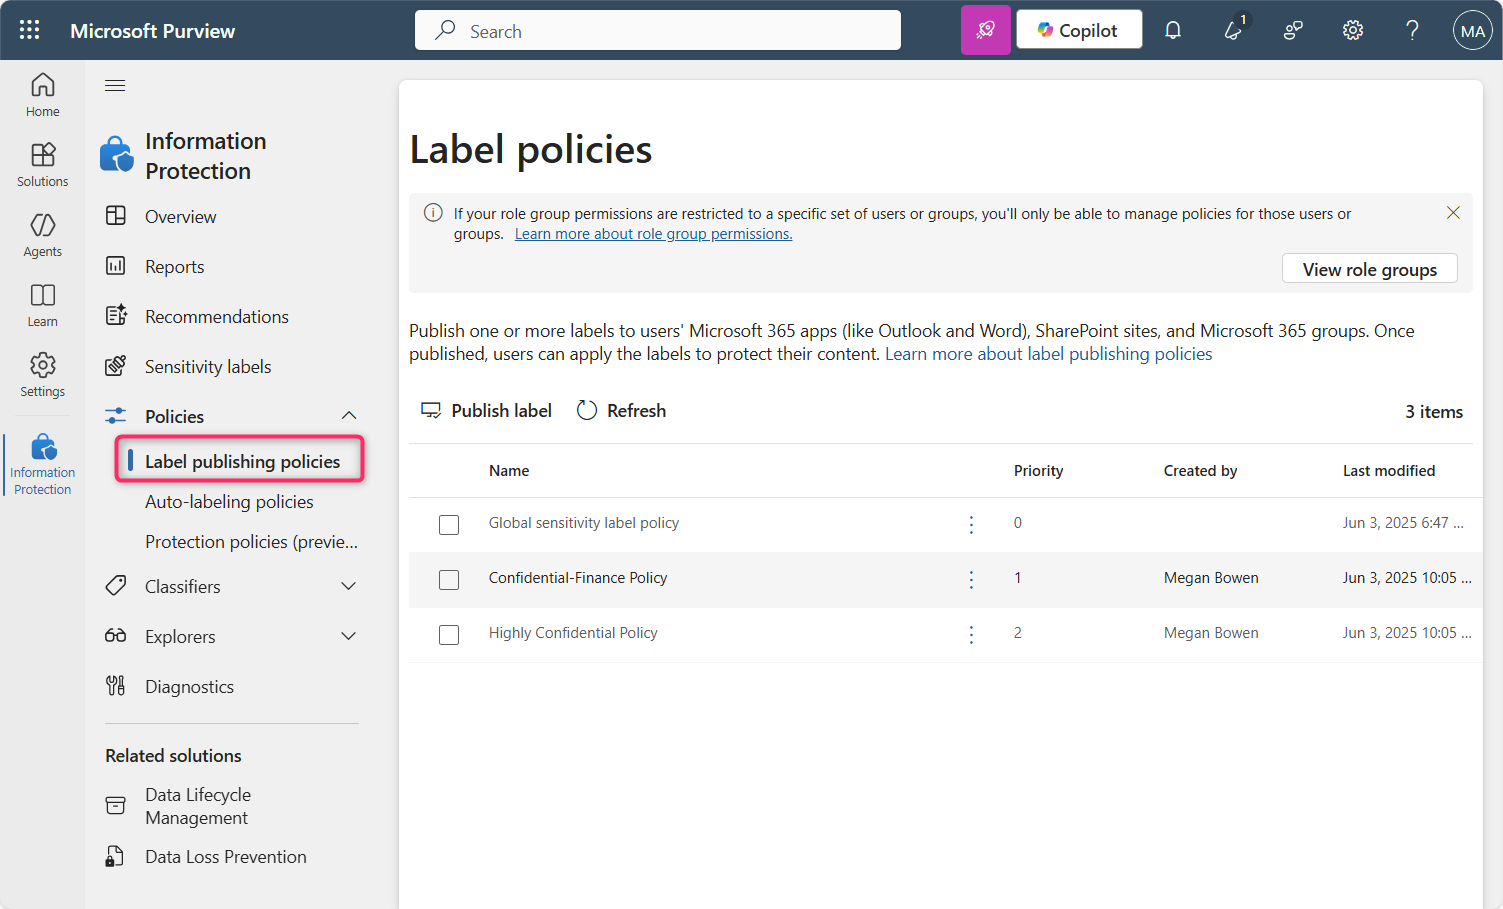 Microsoft Purview
Search
Copilot
1
MA
Home
Solutions
Agents
Learn
Settings
Information
Protection
Information
Protection
Overview
Reports
Recommendations
Sensitivity labels
Policies
Label publishing policies
Auto-labeling policies
Protection policies (previe...
Classifiers
Explorers
Diagnostics
Related solutions
Data Lifecycle
Management
Data Loss Prevention
Label policies
If your role group permissions are restricted to a specific set of users or groups, you'll only be able to manage policies for those users or
groups. Learn more about role group permissions.
View role groups
Publish one or more labels to users' Microsoft 365 apps (like Outlook and Word), SharePoint sites, and Microsoft 365 groups. Once
published, users can apply the labels to protect their content. Learn more about label publishing policies
Publish label Refresh 3 items
Name Priority Created by Last modified
Global sensitivity label policy 0 Jun 3, 2025 6:47 ...
Confidential-Finance Policy 1 Megan Bowen Jun 3, 2025 10:05 ...
Highly Confidential Policy 2 Megan Bowen Jun 3, 2025 10:05 ...